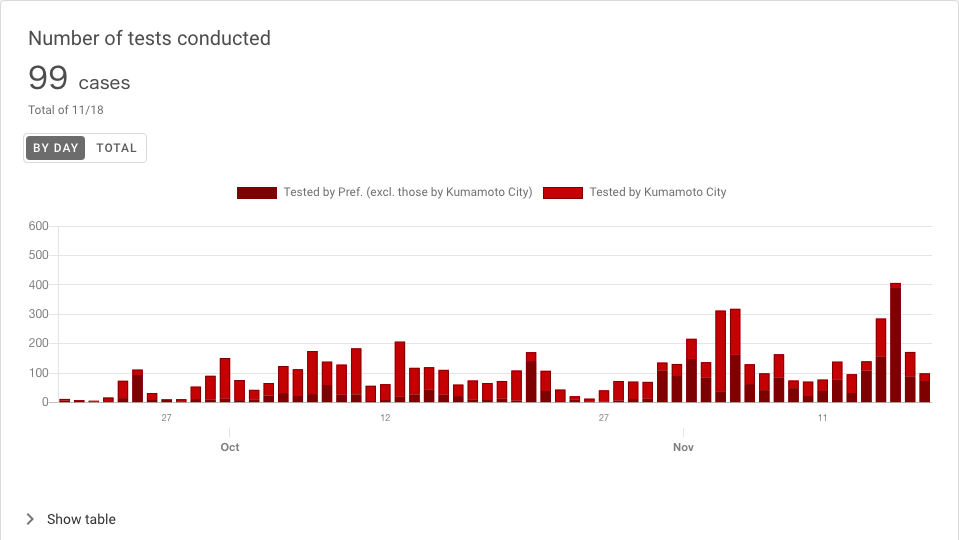 Number of tests conducted
99 cases
Total of 11/18
BY DAY TOTAL
Tested by Pref. (excl. those by Kumamoto City) Tested by Kumamoto City
600
500
400
300
200
100
0
27 12 27 11
Oct Nov
Show table